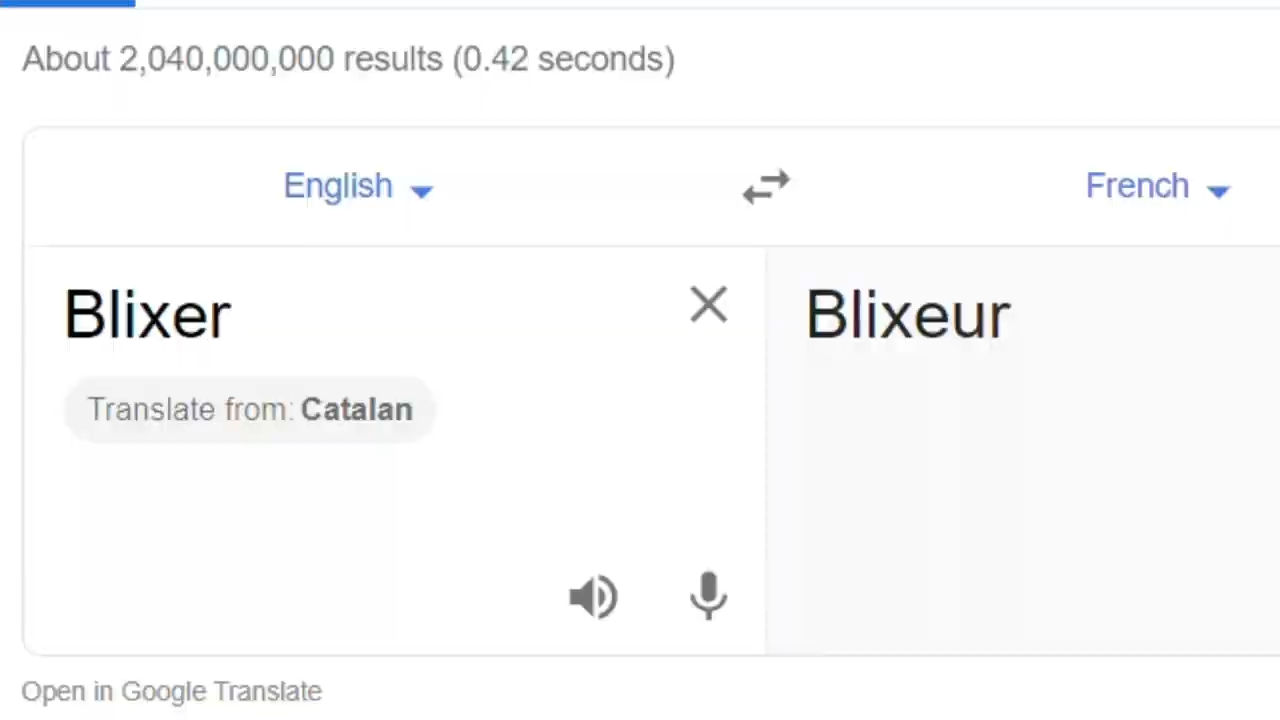 About 2,040,000,000 results (0.42 seconds)
English
French
Blixer
Blixeur
Translate from: Catalan
Open in Google Translate